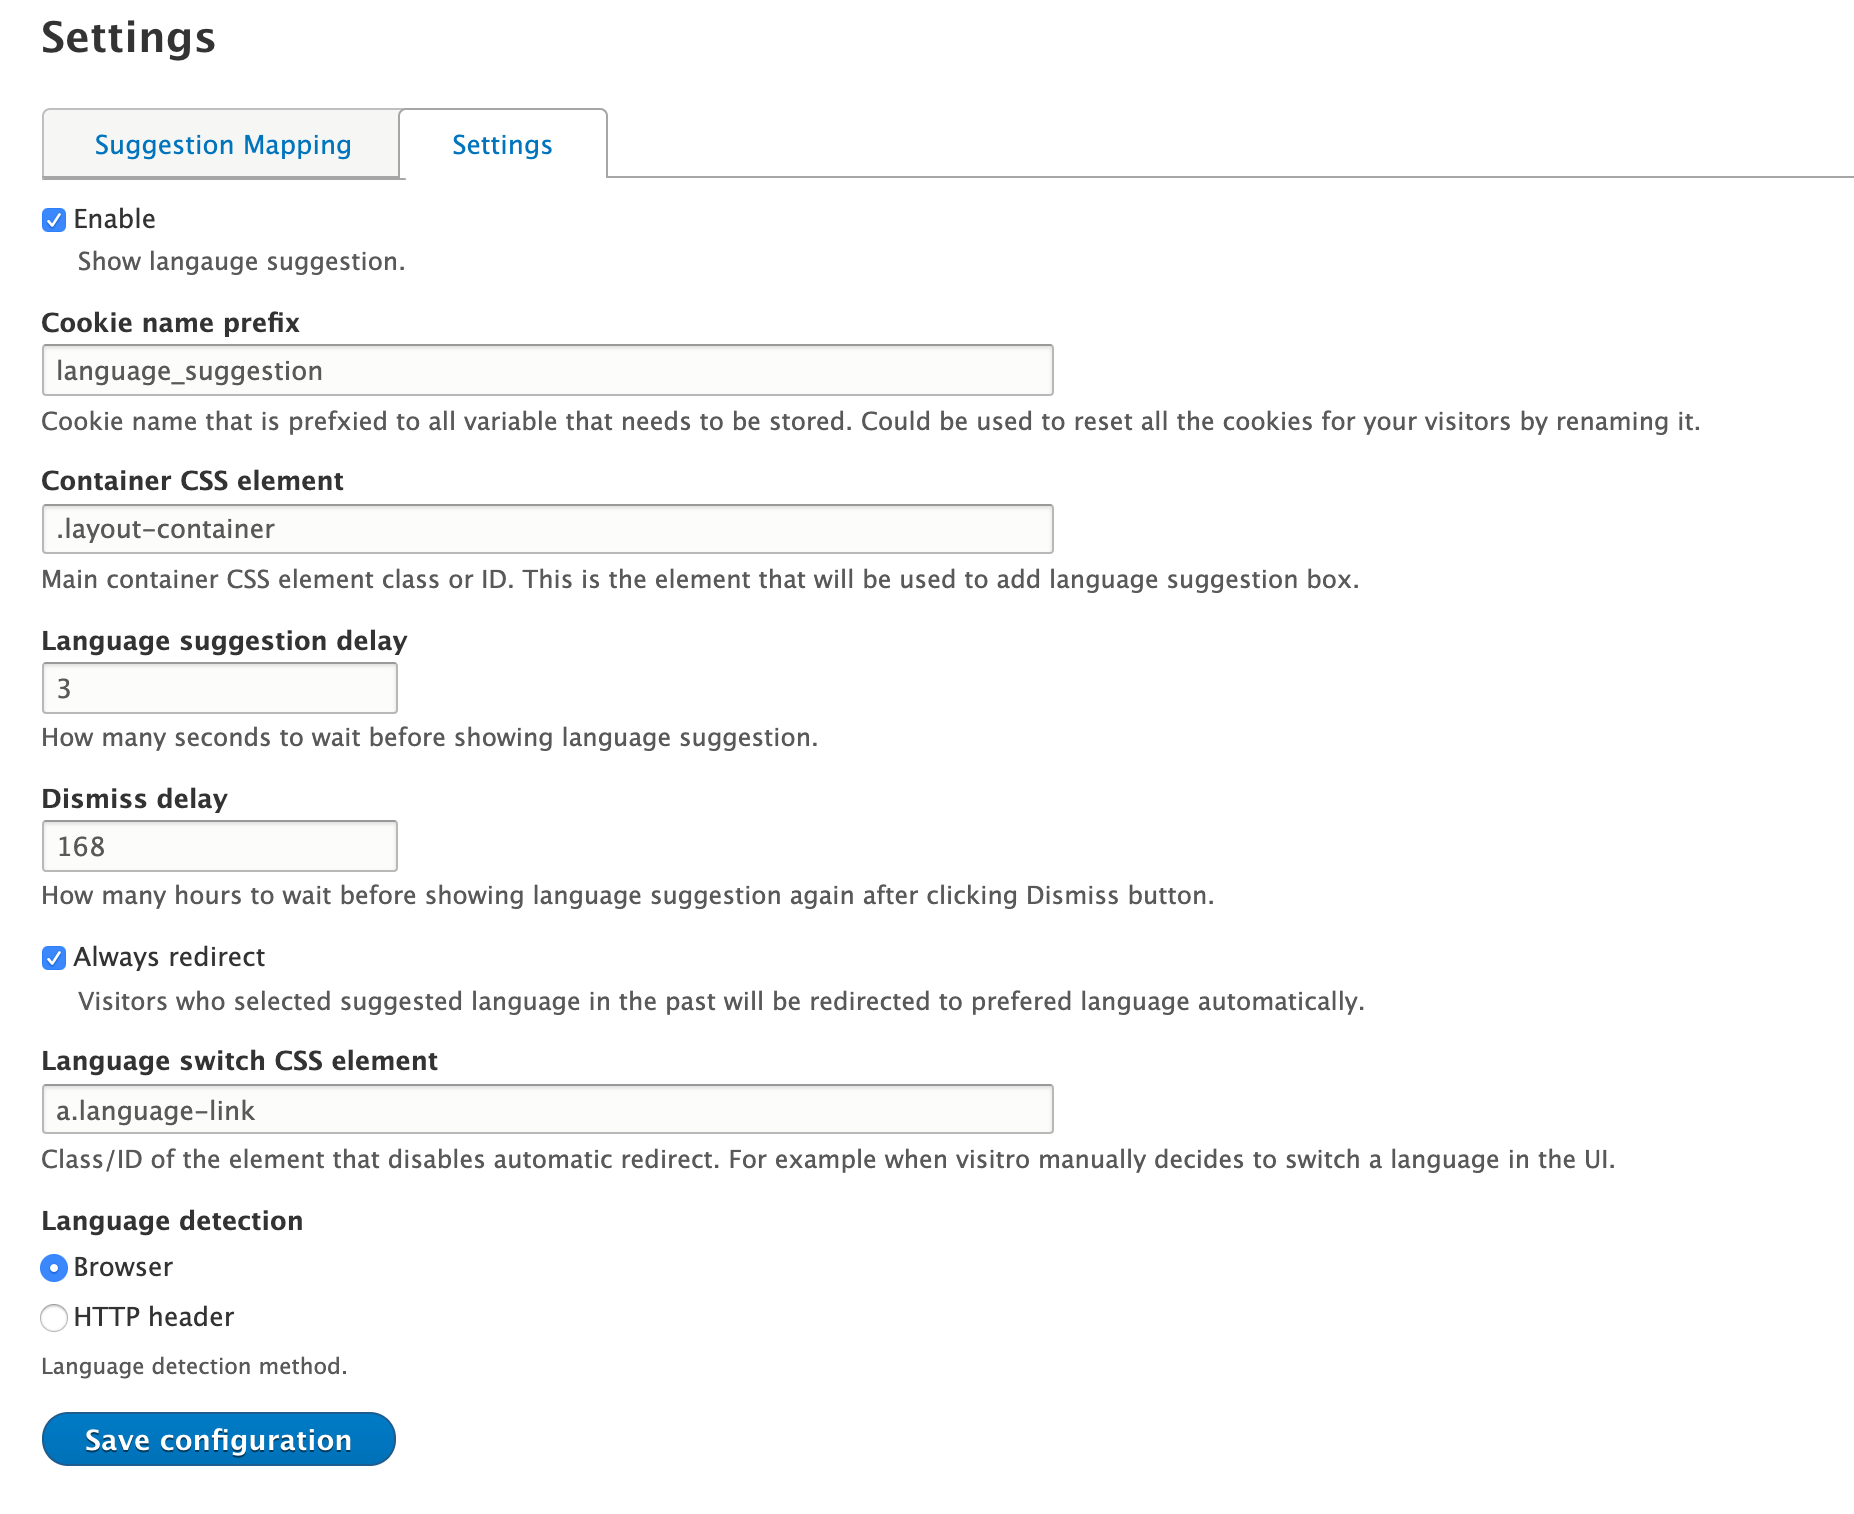 Settings
Suggestion Mapping
Settings
Enable
Show langauge suggestion.
Cookie name prefix
language_suggestion
Cookie name that is prefxied to all variable that needs to be stored. Could be used to reset all the cookies for your visitors by renaming it.
Container CSS element
.layout-container
Main container CSS element class or ID. This is the element that will be used to add language suggestion box.
Language suggestion delay
3
How many seconds to wait before showing language suggestion.
Dismiss delay
168
How many hours to wait before showing language suggestion again after clicking Dismiss button.
Always redirect
Visitors who selected suggested language in the past will be redirected to prefered language automatically.
Language switch CSS element
a.language-link
Class/ID of the element that disables automatic redirect. For example when visitro manually decides to switch a language in the UI.
Language detection
Browser
HTTP header
Language detection method.
Save configuration